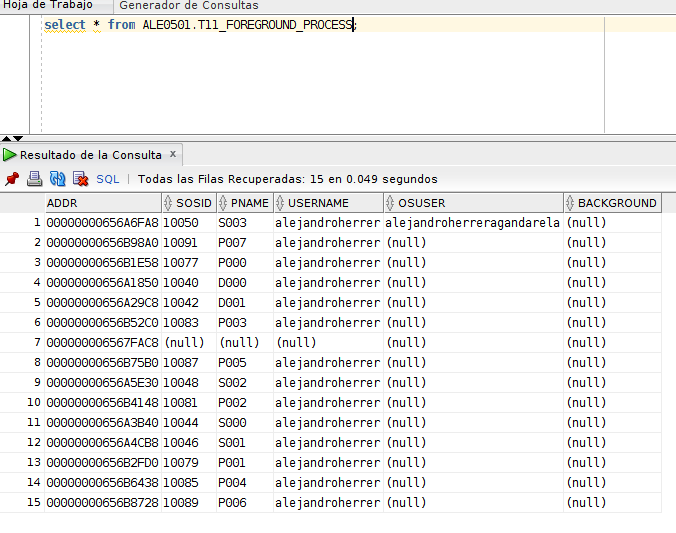 Hoja de Trabajo Generador de Consultas
select * from ALE0501.T11_FOREGROUND_PROCESS;
Resultado de la Consulta x
SQL | Todas las Filas Recuperadas: 15 en 0.049 segundos
ADDR SOSID PNAME USERNAME OSUSER BACKGROUND
1 00000000656A6FA8 10050 S003 alejandroherrer alejandroherreragandarela (null)
2 00000000656B98A0 10091 P007 alejandroherrer (null) (null)
3 00000000656B1E58 10077 P000 alejandroherrer (null) (null)
4 00000000656A1850 10040 D000 alejandroherrer (null) (null)
5 00000000656A29C8 10042 D001 alejandroherrer (null) (null)
6 00000000656B52C0 10083 P003 alejandroherrer (null) (null)
7 000000006567FAC8 (null) (null) (null) (null) (null)
8 00000000656B75B0 10087 P005 alejandroherrer (null) (null)
9 00000000656A5E30 10048 S002 alejandroherrer (null) (null)
10 00000000656B4148 10081 P002 alejandroherrer (null) (null)
11 00000000656A3B40 10044 S000 alejandroherrer (null) (null)
12 00000000656A4CB8 10046 S001 alejandroherrer (null) (null)
13 00000000656B2FD0 10079 P001 alejandroherrer (null) (null)
14 00000000656B6438 10085 P004 alejandroherrer (null) (null)
15 00000000656B8728 10089 P006 alejandroherrer (null) (null)